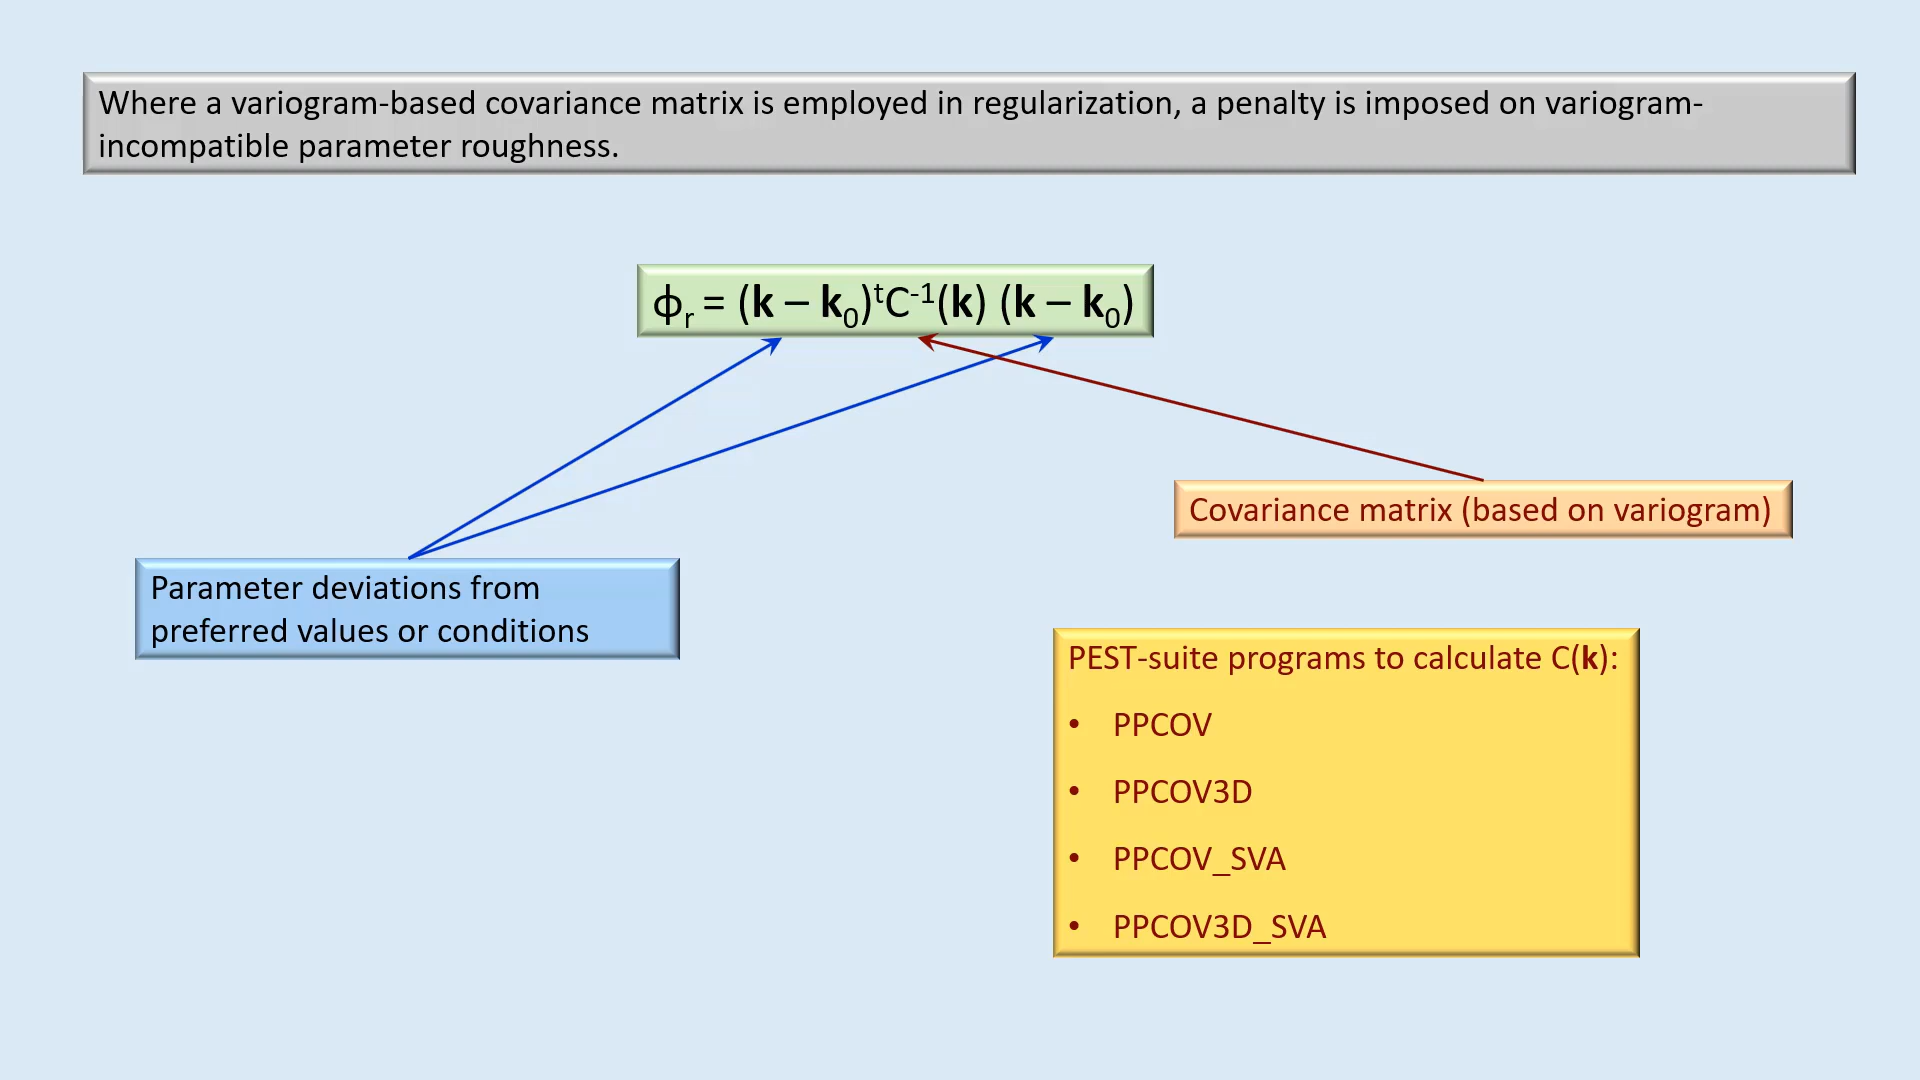 Where a variogram-based covariance matrix is employed in regularization, a penalty is imposed on variogram-
incompatible parameter roughness.
ϕr = (k – k0)tC-1(k) (k – k0)
Covariance matrix (based on variogram)
Parameter deviations from
preferred values or conditions
PEST-suite programs to calculate C(k):
• PPCOV
• PPCOV3D
• PPCOV_SVA
• PPCOV3D_SVA